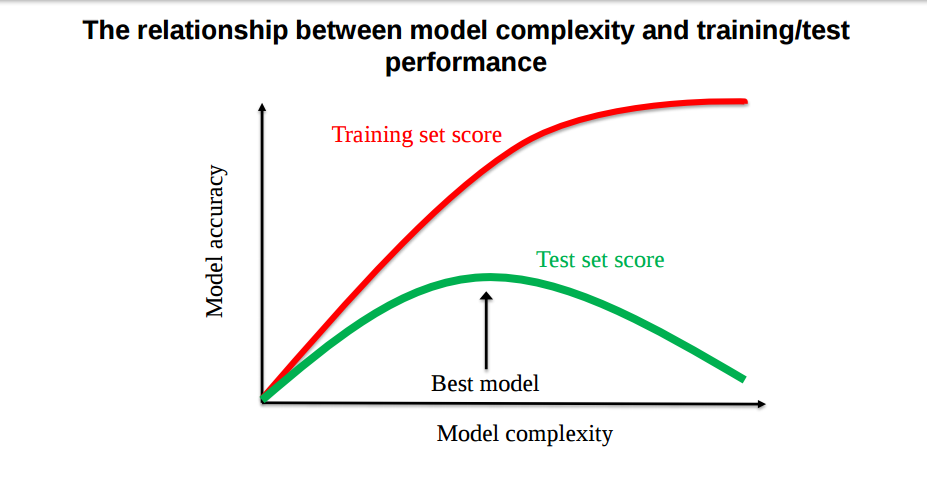 The relationship between model complexity and training/test
performance
Training set score
Model accuracy
Test set score
Best model
Model complexity